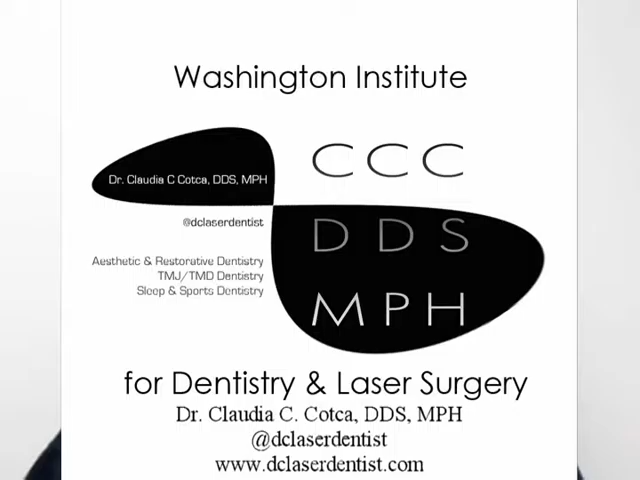 Washington Institute
Dr. Claudia C Cotca, DDS, MPH
CCC
@dclaserdentist
DDS
Aesthetic & Restorative Dentistry
TMJ/TMD Dentistry
Sleep & Sports Dentistry
MPH
for Dentistry & Laser Surgery
Dr. Claudia C. Cotca, DDS, MPH
@dclaserdentist
www.dclaserdentist.com